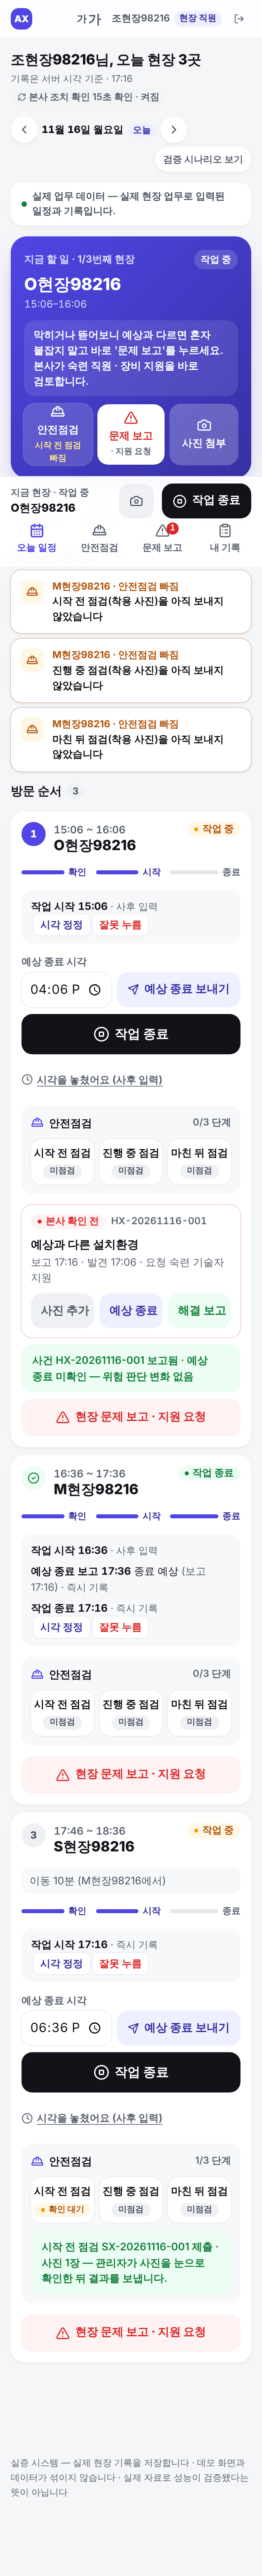 AX 가가 조현장98216 현장 직원
조현장98216님, 오늘 현장 3곳
기록은 서버 시각 기준 · 17:16
본사 조치 확인 15초 확인 · 켜짐
11월 16일 월요일 오늘
검증 시나리오 보기
실제 업무 데이터 — 실제 현장 업무로 입력된
일정과 기록입니다.
지금 할 일 · 1/3번째 현장 작업 중
O현장98216
15:06–16:06
막히거나 뜯어보니 예상과 다르면 혼자
붙잡지 말고 바로 '문제 보고'를 누르세요.
본사가 숙련 직원 · 장비 지원을 바로
검토합니다.
안전점검
시작 전 점검
빠짐
문제 보고
· 지원 요청
사진 첨부
지금 현장 · 작업 중
O현장98216
작업 종료
오늘 일정 안전점검 문제 보고 1 내 기록
M현장98216 · 안전점검 빠짐
시작 전 점검(착용 사진)을 아직 보내지
않았습니다
M현장98216 · 안전점검 빠짐
진행 중 점검(착용 사진)을 아직 보내지
않았습니다
M현장98216 · 안전점검 빠짐
마친 뒤 점검(착용 사진)을 아직 보내지
않았습니다
방문 순서 3
1 15:06 ~ 16:06 작업 중
O현장98216
확인 시작 종료
작업 시작 15:06 · 사후 입력
시각 정정 잘못 누름
예상 종료 시각
04:06 P 예상 종료 보내기
작업 종료
시각을 놓쳤어요 (사후 입력)
안전점검 0/3 단계
시작 전 점검 진행 중 점검 마친 뒤 점검
미점검 미점검 미점검
본사 확인 전 HX-20261116-001
예상과 다른 설치환경
보고 17:16 · 발견 17:06 · 요청 숙련 기술자
지원
사진 추가 예상 종료 해결 보고
사건 HX-20261116-001 보고됨 · 예상
종료 미확인 — 위험 판단 변화 없음
현장 문제 보고 · 지원 요청
16:36 ~ 17:36 작업 종료
M현장98216
확인 시작 종료
작업 시작 16:36 · 사후 입력
예상 종료 보고 17:36 종료 예상 (보고
17:16) · 즉시 기록
작업 종료 17:16 · 즉시 기록
시각 정정 잘못 누름
안전점검 0/3 단계
시작 전 점검 진행 중 점검 마친 뒤 점검
미점검 미점검 미점검
현장 문제 보고 · 지원 요청
3 17:46 ~ 18:36 작업 중
S현장98216
이동 10분 (M현장98216에서)
확인 시작 종료
작업 시작 17:16 · 즉시 기록
시각 정정 잘못 누름
예상 종료 시각
06:36 P 예상 종료 보내기
작업 종료
시각을 놓쳤어요 (사후 입력)
안전점검 1/3 단계
시작 전 점검 진행 중 점검 마친 뒤 점검
확인 대기 미점검 미점검
시작 전 점검 SX-20261116-001 제출 ·
사진 1장 — 관리자가 사진을 눈으로
확인한 뒤 결과를 보냅니다.
현장 문제 보고 · 지원 요청
실증 시스템 — 실제 현장 기록을 저장합니다 · 데모 화면과
데이터가 섞이지 않습니다 · 실제 자료로 성능이 검증됐다는
뜻이 아닙니다